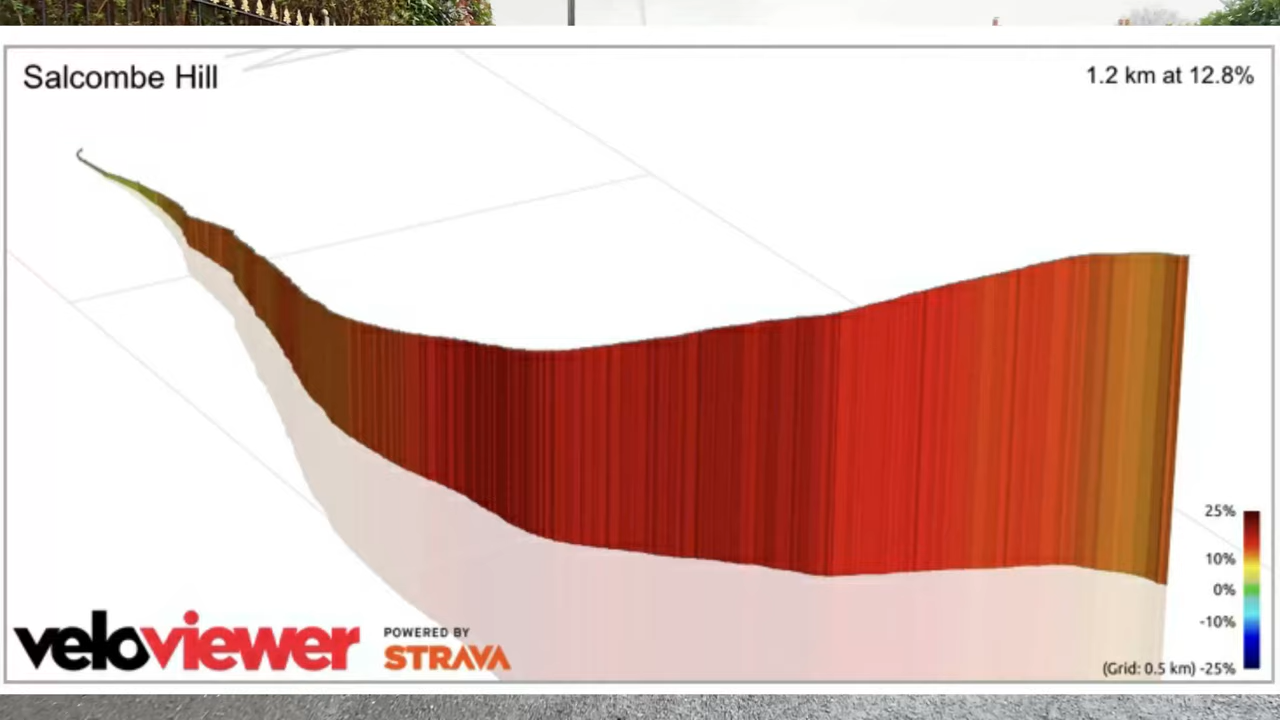 Salcombe Hill
1.2 km at 12.8%
25%
10%
0%
-10%
(Grid: 0.5 km) -25%
veloviewer
POWERED BY
STRAVA